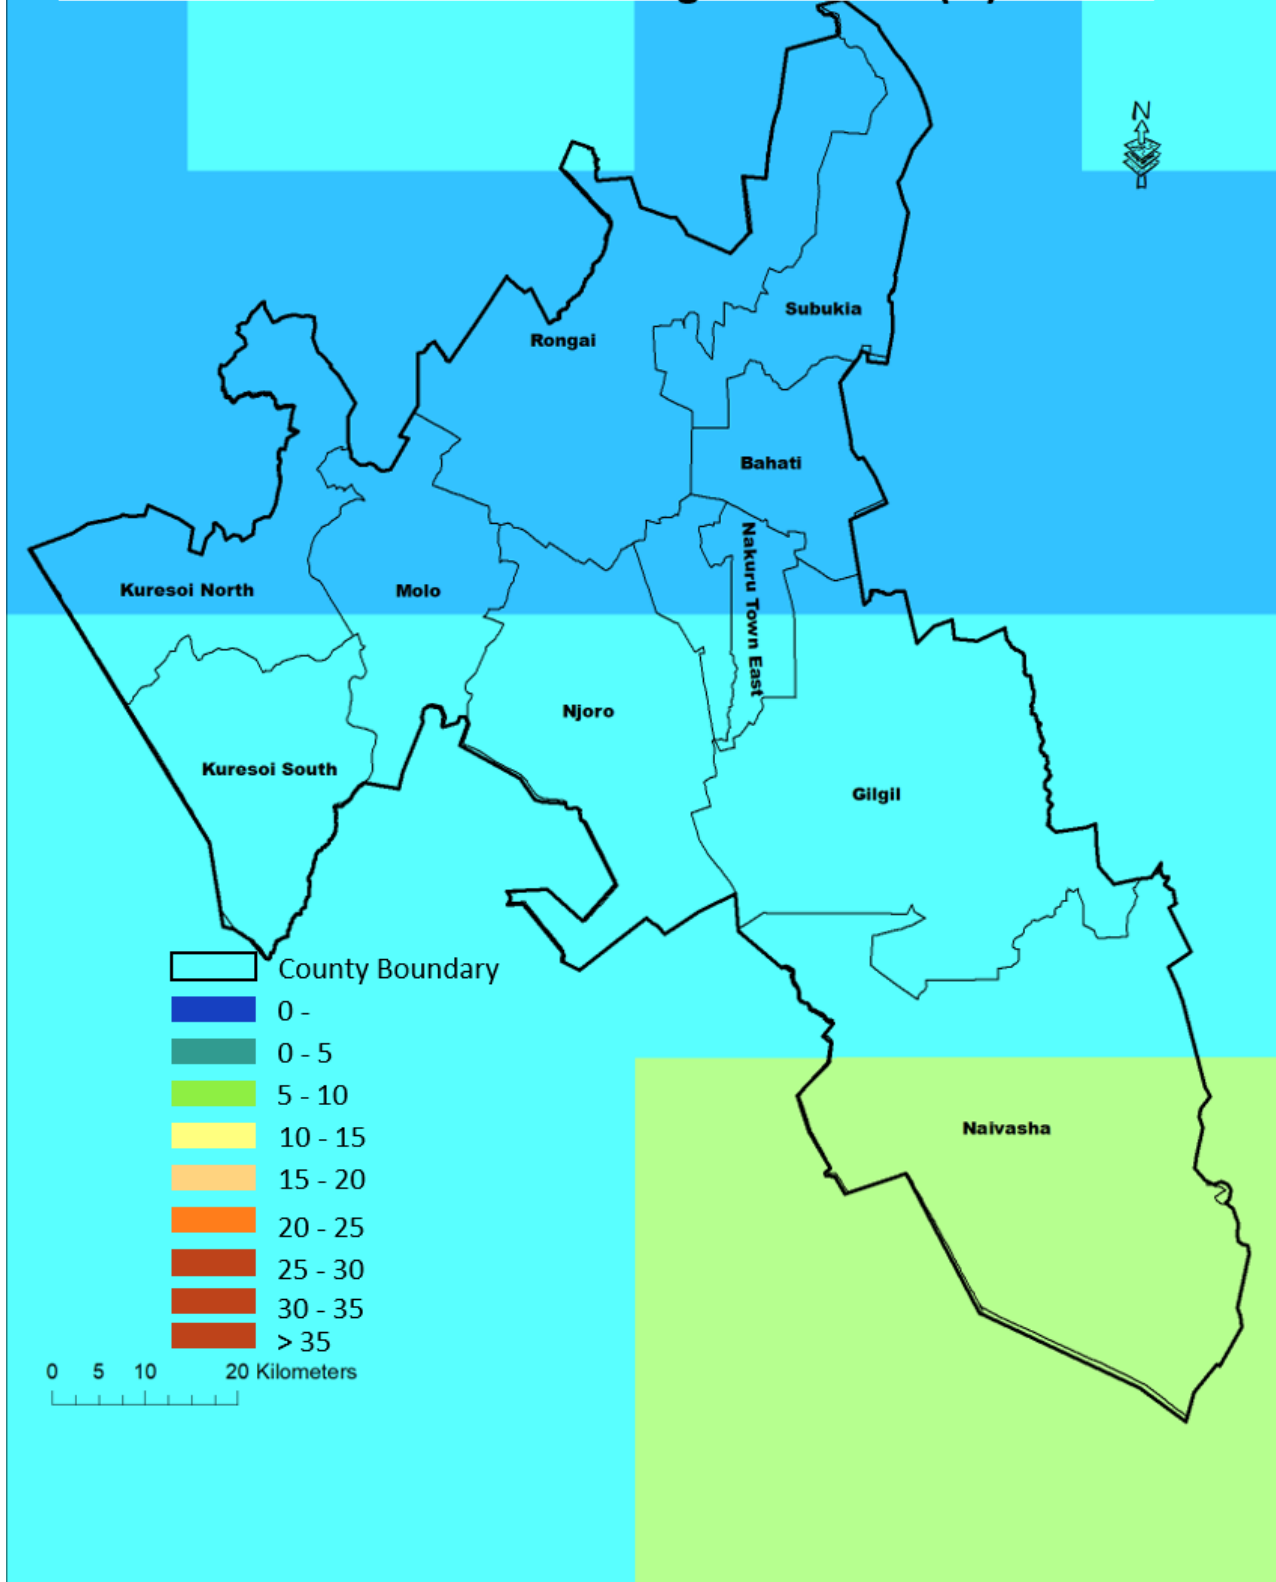 N
Subukia
Rongai
Bahati
Nakuru Town East
Kuresoi North
Molo
Njoro
Kuresoi South
Gilgil
County Boundary
0 -
0 - 5
5 - 10
Naivasha
10 - 15
15 - 20
20 - 25
25 - 30
30 - 35
> 35
0 5 10 20 Kilometers